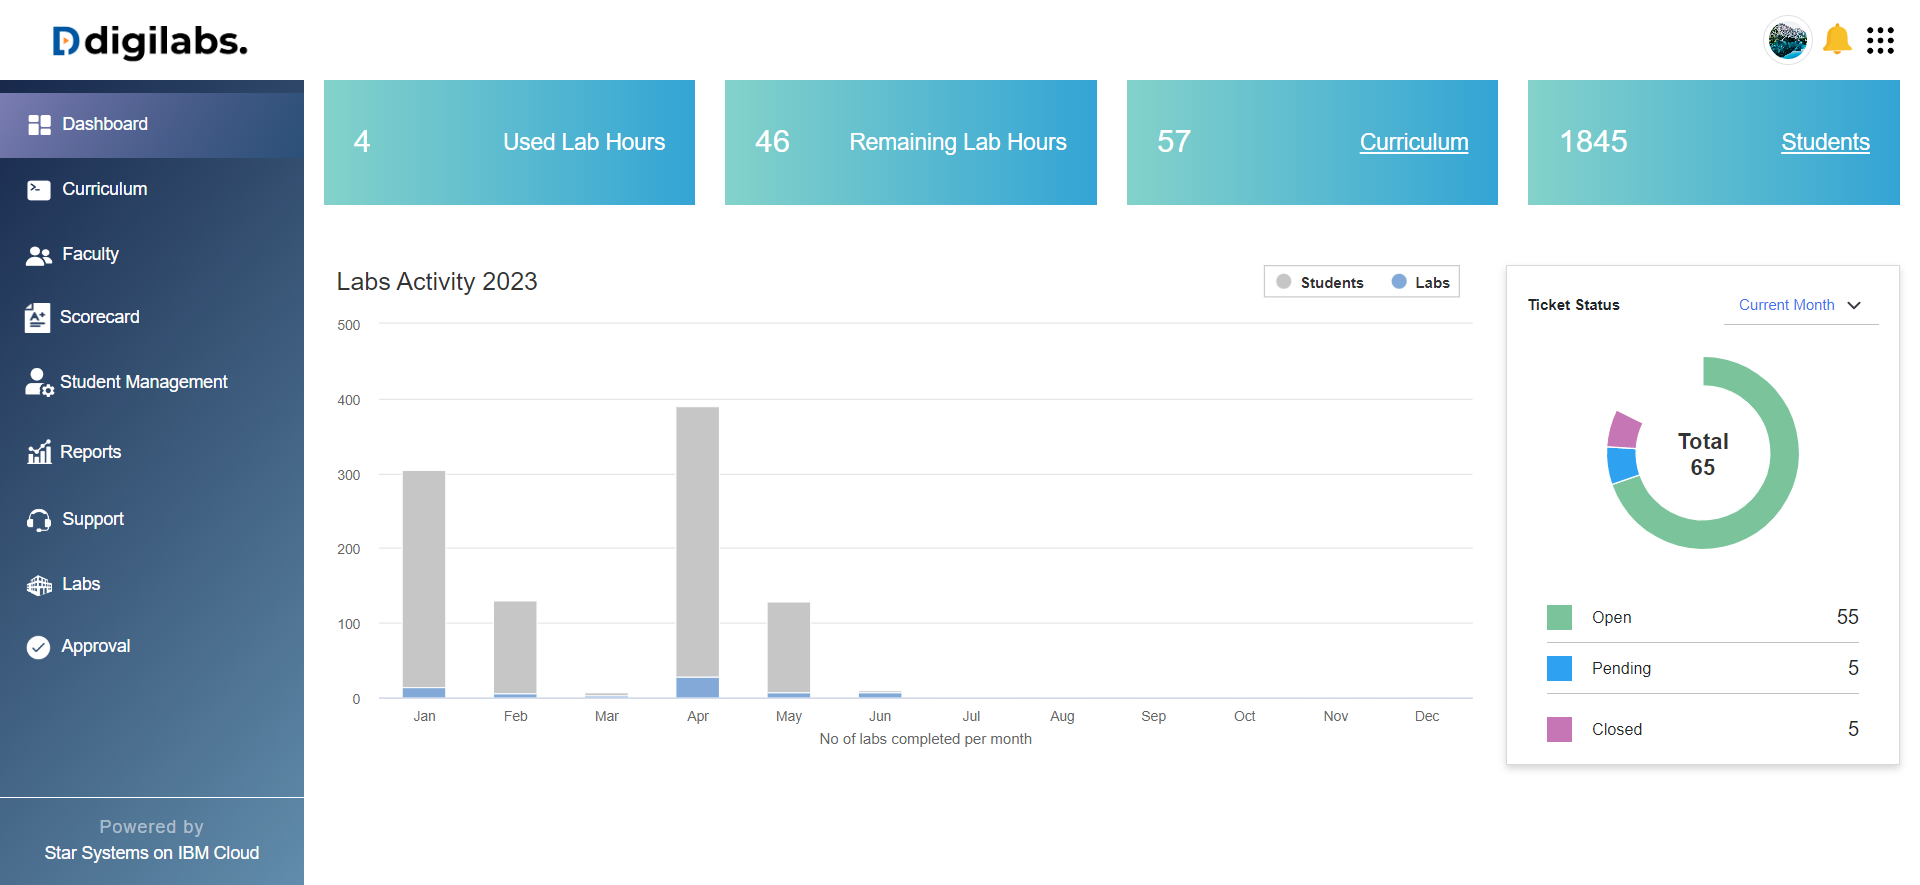 digilabs.
Dashboard
Curriculum
Faculty
Scorecard
Student Management
Reports
Support
Labs
Approval
Powered by
Star Systems on IBM Cloud
4 Used Lab Hours
46 Remaining Lab Hours
57 Curriculum
1845 Students
Labs Activity 2023
Students Labs
500
400
300
200
100
0
Jan Feb Mar Apr May Jun Jul Aug Sep Oct Nov Dec
No of labs completed per month
Ticket Status Current Month
Total
65
Open 55
Pending 5
Closed 5